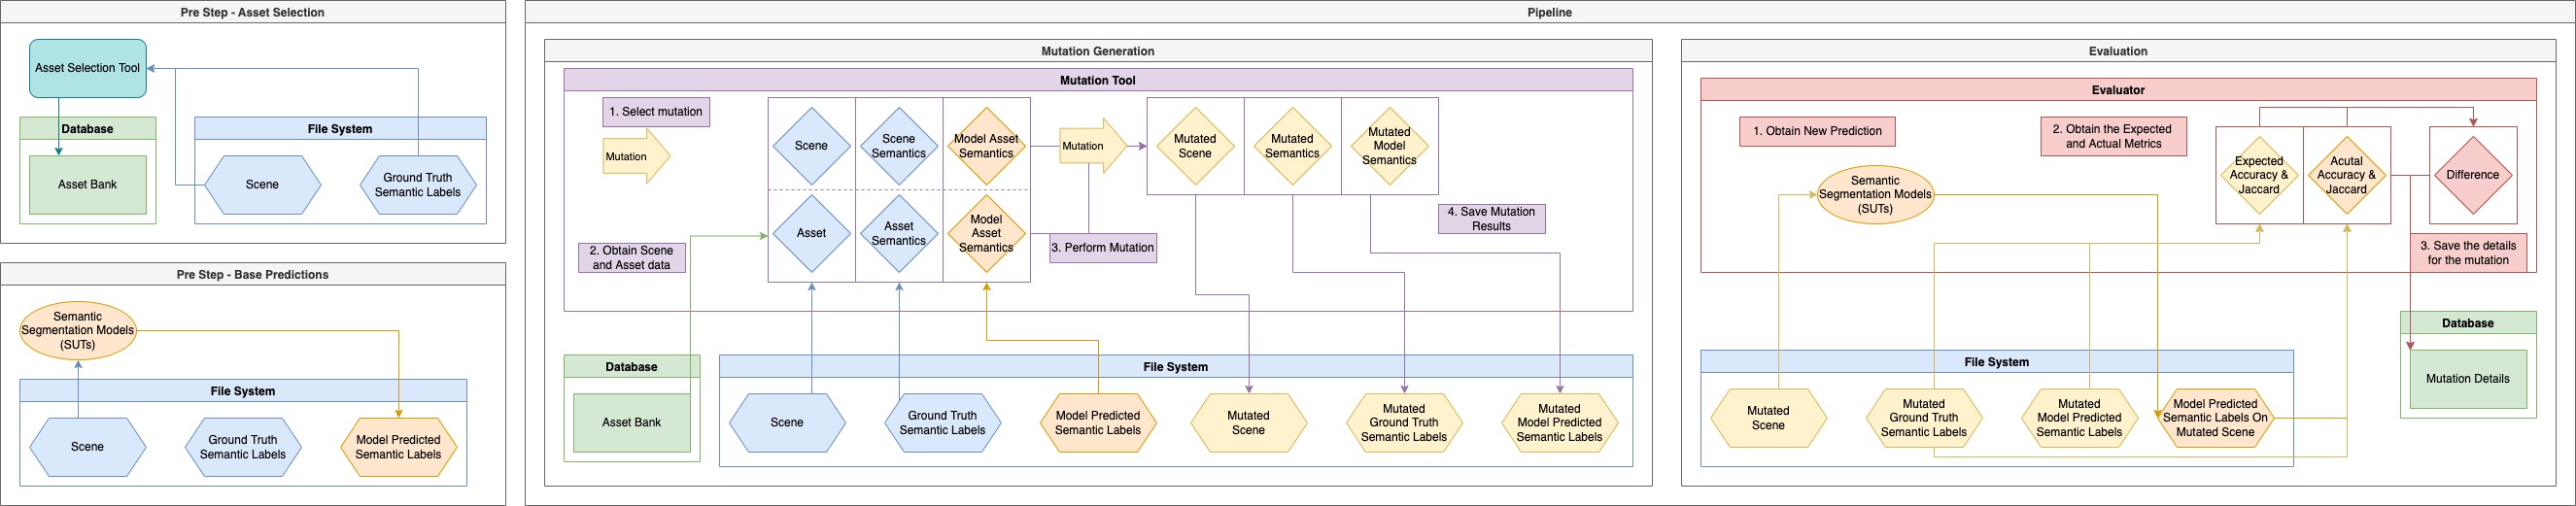 Pre Step - Asset Selection
Asset Selection Tool
Database
Asset Bank
File System
Scene
Ground Truth
Semantic Labels
Pre Step - Base Predictions
Semantic
Segmentation Models
(SUTs)
File System
Scene
Ground Truth
Semantic Labels
Model Predicted
Semantic Labels
Pipeline
Mutation Generation
Mutation Tool
1. Select mutation
Mutation
2. Obtain Scene
and Asset data
Scene
Scene
Semantics
Model Asset
Semantics
Asset
Asset
Semantics
Model
Asset
Semantics
Mutation
3. Perform Mutation
Mutated
Scene
Mutated
Semantics
Mutated
Model
Semantics
4. Save Mutation
Results
Database
Asset Bank
File System
Scene
Ground Truth
Semantic Labels
Model Predicted
Semantic Labels
Mutated
Scene
Mutated
Ground Truth
Semantic Labels
Mutated
Model Predicted
Semantic Labels
Evaluation
Evaluator
1. Obtain New Prediction
Semantic
Segmentation Models
(SUTs)
2. Obtain the Expected
and Actual Metrics
Expected
Accuracy &
Jaccard
Acutal
Accuracy &
Jaccard
Difference
3. Save the details
for the mutation
File System
Mutated
Scene
Mutated
Ground Truth
Semantic Labels
Mutated
Model Predicted
Semantic Labels
Model Predicted
Semantic Labels On
Mutated Scene
Database
Mutation Details